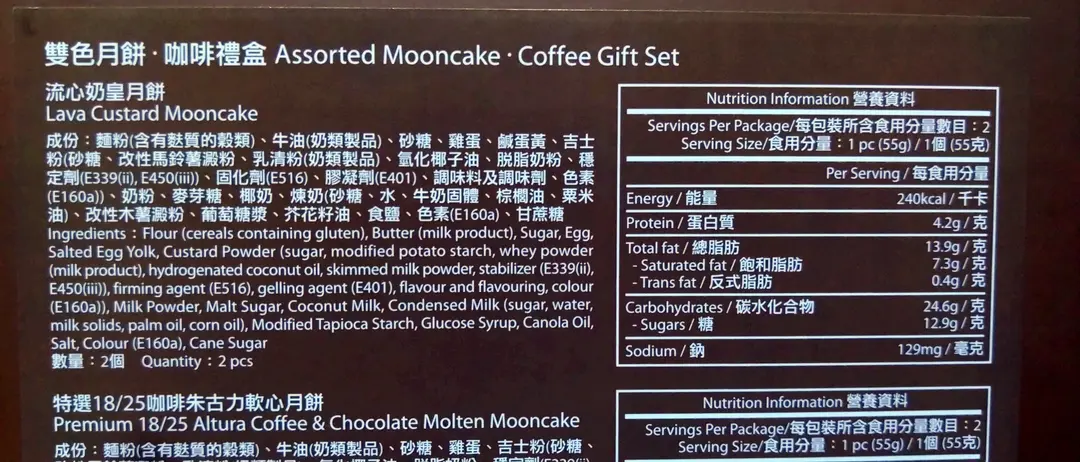 雙色月餅·咖啡禮盒 Assorted Mooncake · Coffee Gift Set
流心奶皇月餅
Lava Custard Mooncake
成份：麵粉(含有麩質的穀類)、牛油(奶類製品)、砂糖、雞蛋、鹹蛋黃、吉士
粉(砂糖、改性馬鈴薯澱粉、乳清粉(奶類製品)、氫化椰子油、脱脂奶粉、穩
定劑(E339(ii), E450(iii))、固化劑(E516)、膠凝劑(E401)、調味料及調味劑、色素
(E160a))、奶粉、麥芽糖、椰奶、煉奶(砂糖、水、牛奶固體、棕櫚油、粟米
油)、改性木薯澱粉、葡萄糖漿、芥花籽油、食鹽、色素(E160a)、甘蔗糖
Ingredients：Flour (cereals containing gluten), Butter (milk product), Sugar, Egg,
Salted Egg Yolk, Custard Powder (sugar, modified potato starch, whey powder
(milk product), hydrogenated coconut oil, skimmed milk powder, stabilizer (E339(ii),
E450(iii)), firming agent (E516), gelling agent (E401), flavour and flavouring, colour
(E160a)), Milk Powder, Malt Sugar, Coconut Milk, Condensed Milk (sugar, water,
milk solids, palm oil, corn oil), Modified Tapioca Starch, Glucose Syrup, Canola Oil,
Salt, Colour (E160a), Cane Sugar
數量：2個 Quantity：2 pcs
Nutrition Information 營養資料
Servings Per Package/每包裝所含食用分量數目：2
Serving Size/食用分量：1 pc (55g) / 1個 (55克)
Per Serving / 每食用分量
Energy / 能量 240kcal / 千卡
Protein / 蛋白質 4.2g / 克
Total fat / 總脂肪 13.9g / 克
- Saturated fat / 飽和脂肪 7.3g / 克
- Trans fat / 反式脂肪 0.4g / 克
Carbohydrates / 碳水化合物 24.6g / 克
- Sugars / 糖 12.9g / 克
Sodium / 鈉 129mg / 毫克
特選18/25咖啡朱古力軟心月餅
Premium 18/25 Altura Coffee & Chocolate Molten Mooncake
成份：麵粉(含有麩質的穀類)、牛油(奶類製品)、砂糖、雞蛋、吉士粉(砂糖、
Nutrition Information 營養資料
Servings Per Package/每包裝所含食用分量數目：2
Serving Size/食用分量：1 pc (55g) / 1個 (55克)